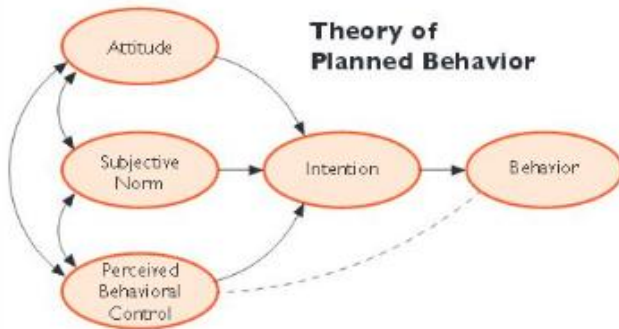 Theory of
Planned Behavior
Attitude
Subjective
Norm
Intention
Behavior
Perceived
Behavioral
Control